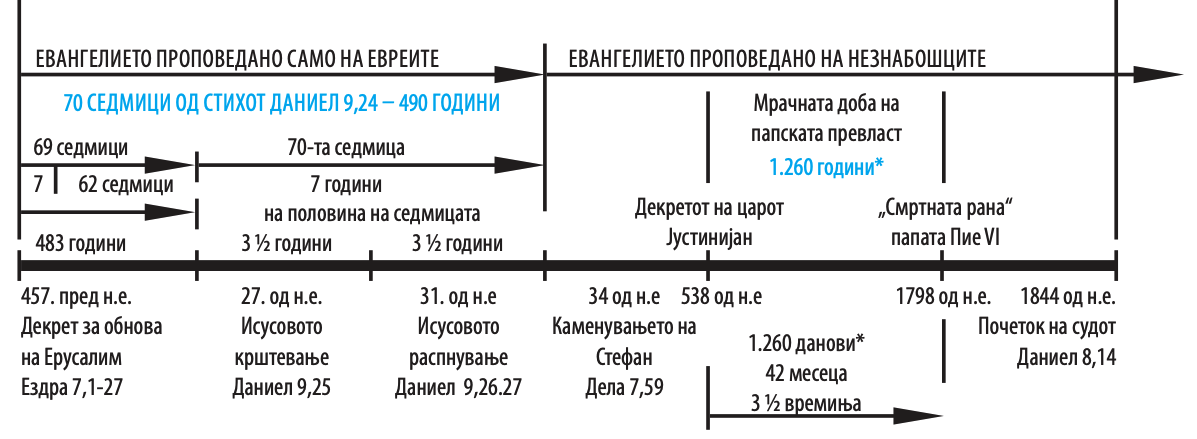 ЕВАНГЕЛИЕТО ПРОПОВЕДАНО САМО НА ЕВРЕИТЕ
ЕВАНГЕЛИЕТО ПРОПОВЕДАНО НА НЕЗНАБОШЦИТЕ
70 СЕДМИЦИ ОД СТИХОТ ДАНИЕЛ 9,24 – 490 ГОДИНИ
Мрачната доба на
папската превласт
1.260 години*
69 седмици
70-та седмица
7
62 седмици
7 години
на половина на седмицата
483 години
3 ½ години
3 ½ години
Декретот на царот
Јустинијан
„Смртната рана“
папата Пие VI
457. пред н.е.
Декрет за обнова
на Ерусалим
Ездра 7,1-27
27. од н.е.
Исусовото
крштевање
Даниел 9,25
31. од н.е
Исусовото
распнување
Даниел 9,26.27
34 од н.е
Каменувањето на
Стефан
Дела 7,59
538 од н.е
1.260 данови*
42 месеца
3 ½ времиња
1798 од н.е.
1844 од н.е.
Почеток на судот
Даниел 8,14